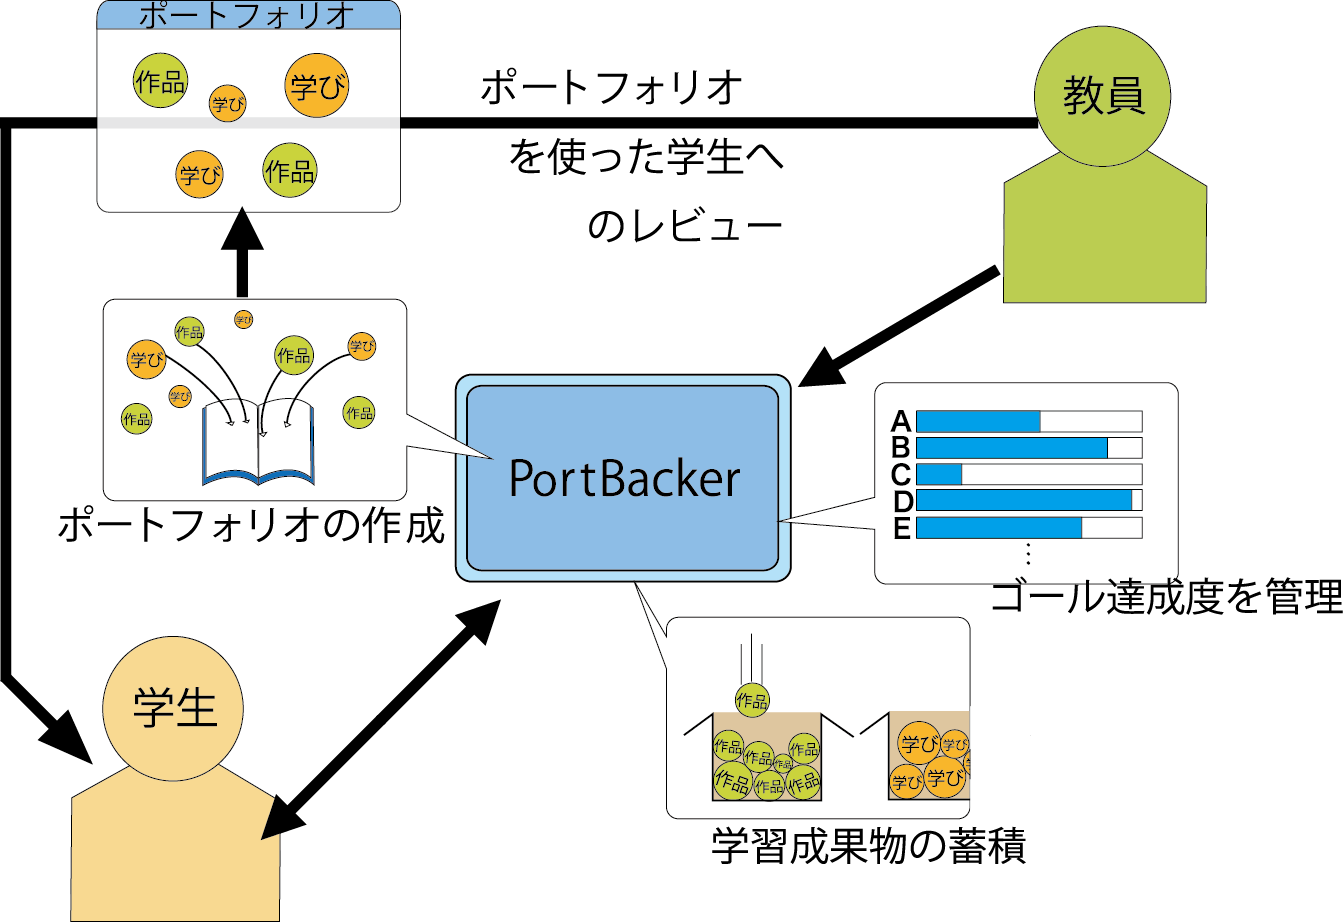 ポートフォリオ
作品
学び
学び
学び
作品
ポートフォリオ
を使った学生へ
のレビュー
教員
学び
作品
学び
作品
学び
学び
作品
作品
ポートフォリオの作成
PortBacker
A
B
C
D
E
ゴール達成度を管理
学生
作品
作品
作品
作品
作品
作品
作品
作品
学び
学び
学び
学び
学習成果物の蓄積